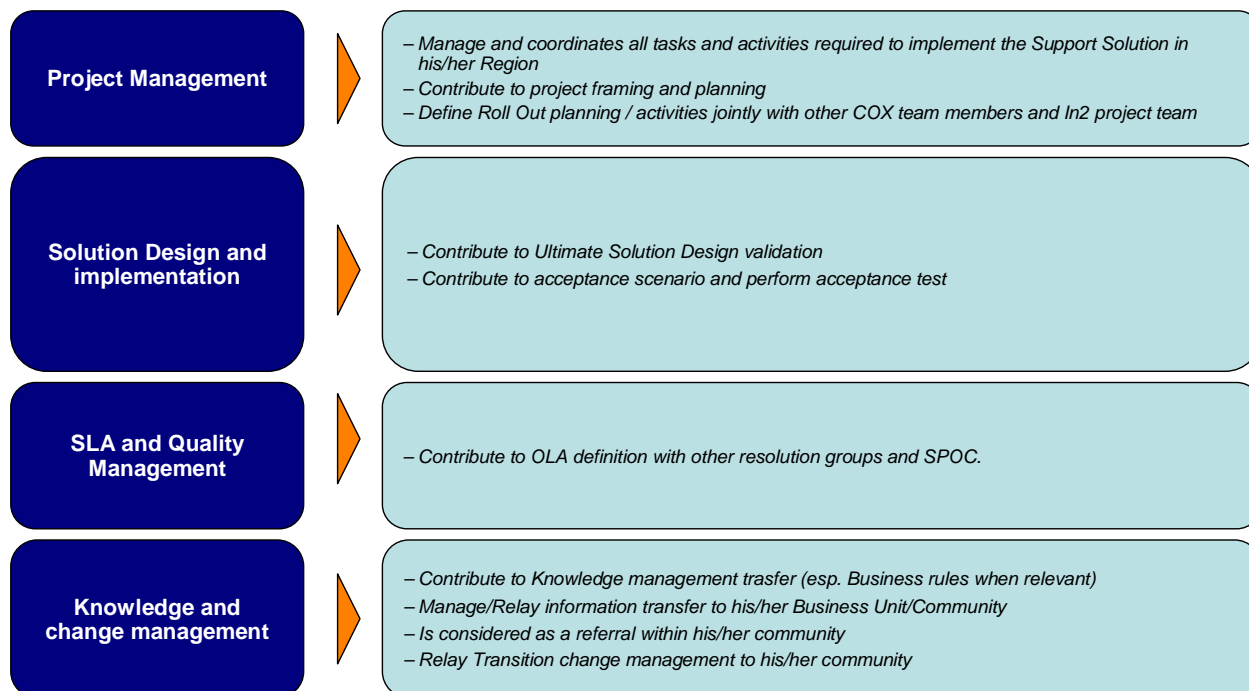 Project Management
– Manage and coordinates all tasks and activities required to implement the Support Solution in
his/her Region
– Contribute to project framing and planning
– Define Roll Out planning / activities jointly with other COX team members and In2 project team
Solution Design and
implementation
– Contribute to Ultimate Solution Design validation
– Contribute to acceptance scenario and perform acceptance test
SLA and Quality
Management
– Contribute to OLA definition with other resolution groups and SPOC.
Knowledge and
change management
– Contribute to Knowledge management trasfer (esp. Business rules when relevant)
– Manage/Relay information transfer to his/her Business Unit/Community
– Is considered as a referral within his/her community
– Relay Transition change management to his/her community